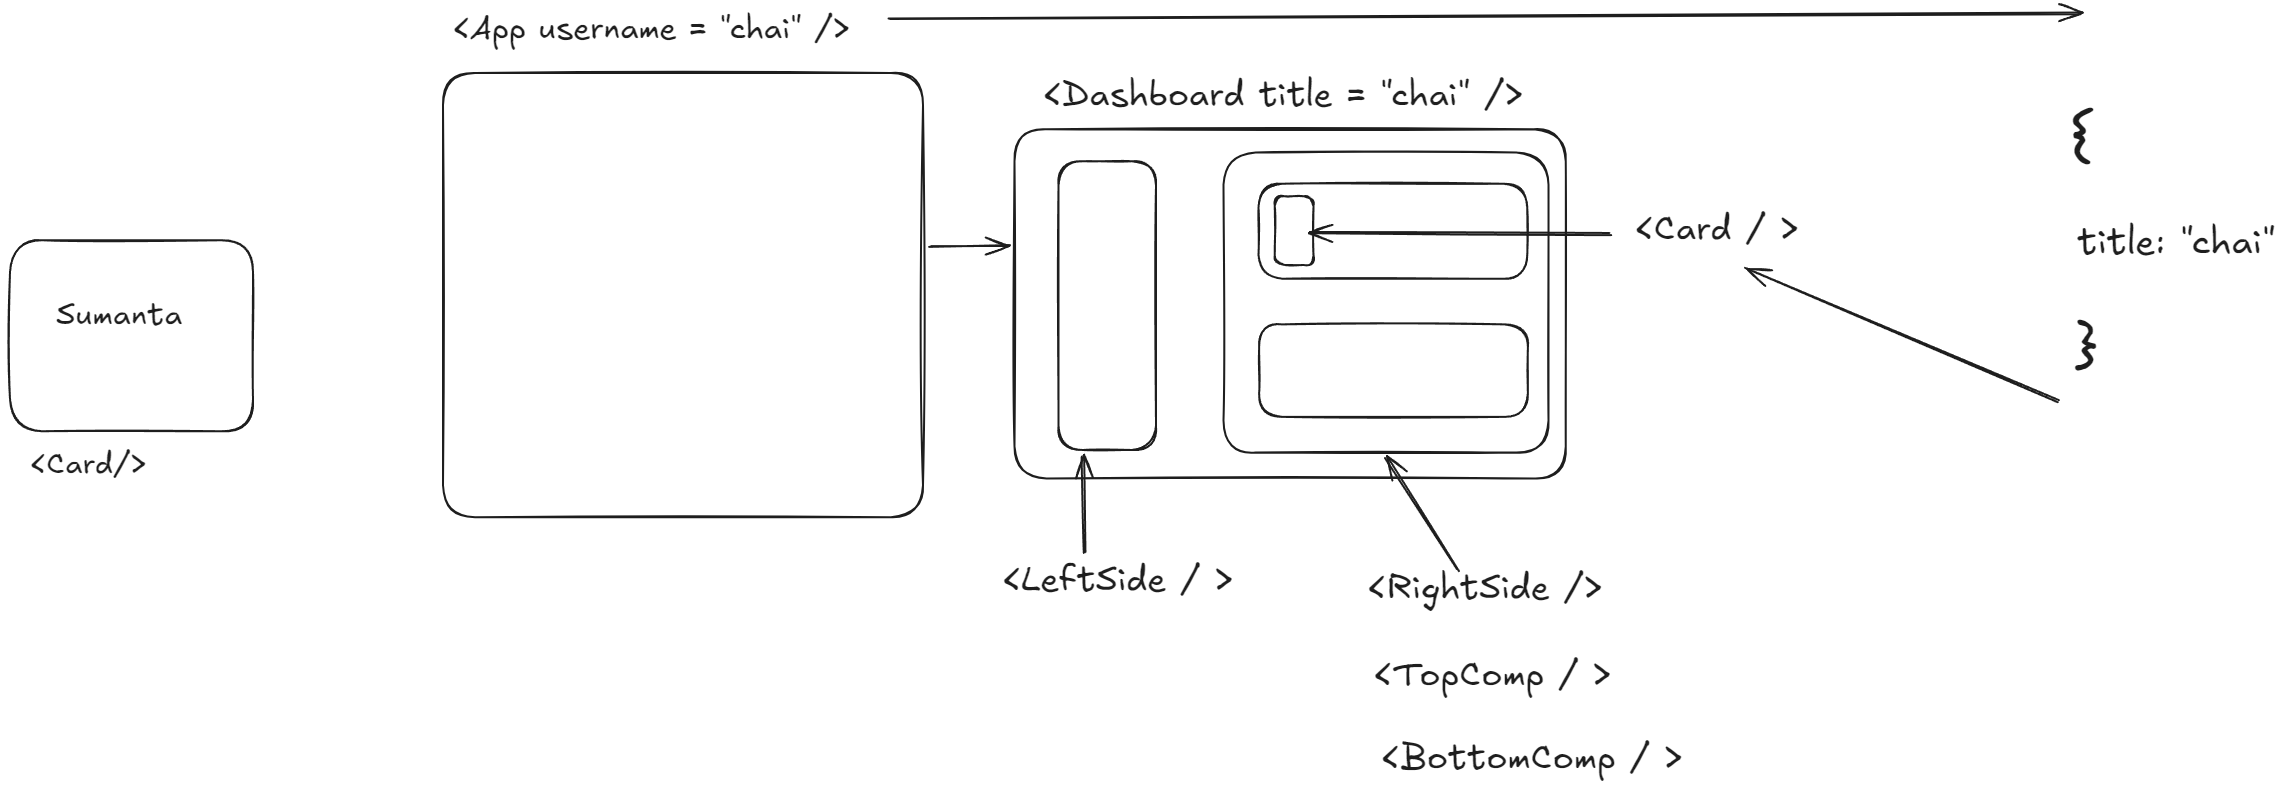 <App username = "chai" />
<Dashboard title = "chai" />
{
title: "chai"
}
<Card / >
Sumanta
<Card/>
<LeftSide / >
<RightSide />
<TopComp / >
<BottomComp / >